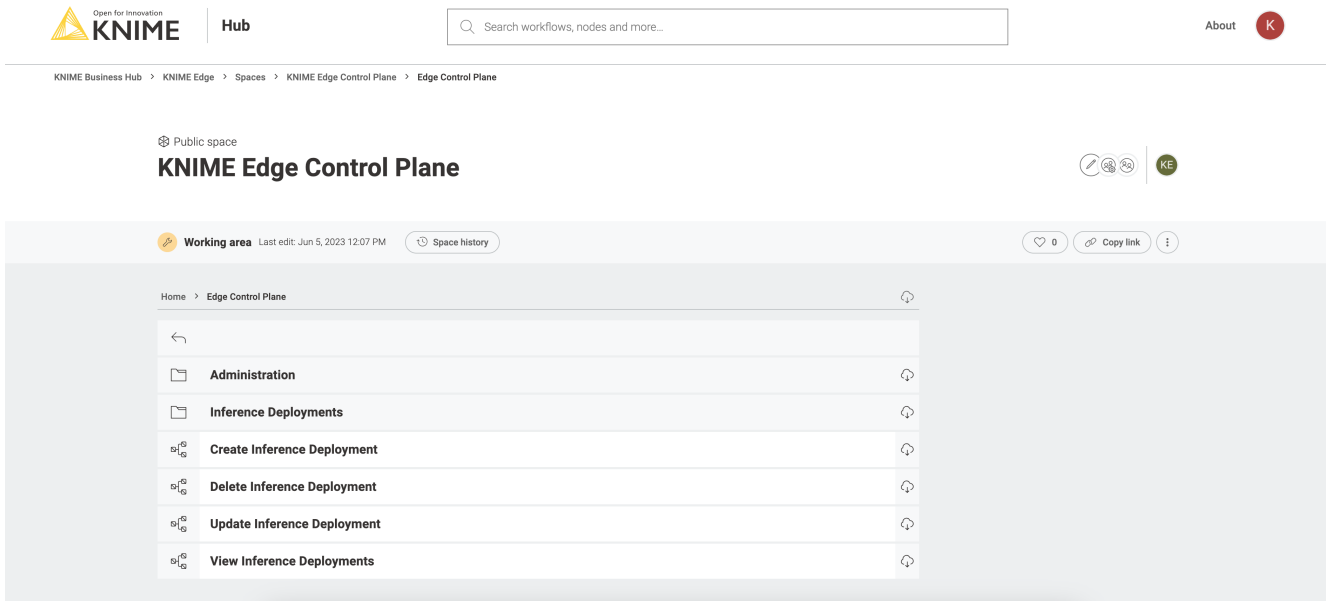 Open for Innovation
KNIME
Hub
Search workflows, nodes and more...
About
K
KNIME Business Hub > KNIME Edge > Spaces > KNIME Edge Control Plane > Edge Control Plane
Public space
KNIME Edge Control Plane
KE
Working area Last edit: Jun 5, 2023 12:07 PM
Space history
0
Copy link
Home > Edge Control Plane
Administration
Inference Deployments
Create Inference Deployment
Delete Inference Deployment
Update Inference Deployment
View Inference Deployments